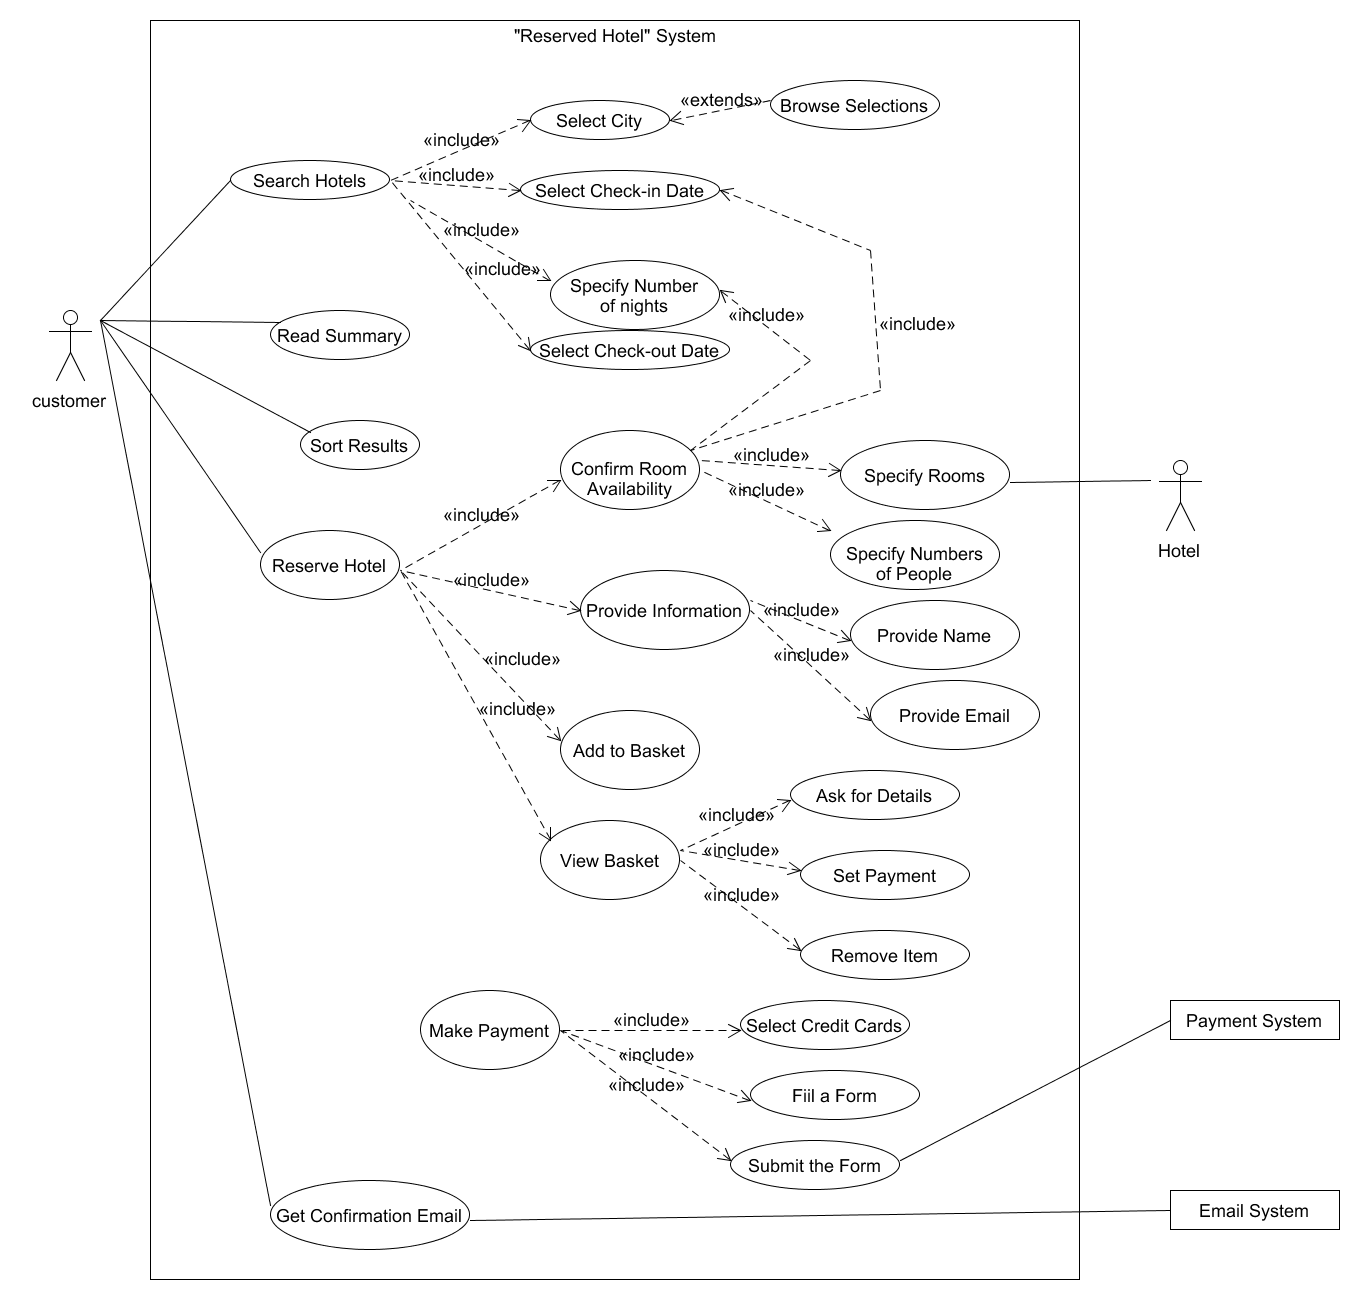 "Reserved Hotel" System
«extends»
Browse Selections
Select City
«include»
Search Hotels
«include»
Select Check-in Date
«include»
«include»
Specify Number
of nights
«include»
«include»
Read Summary
Select Check-out Date
customer
Sort Results
Confirm Room
Availability
«include»
Specify Rooms
«include»
Specify Numbers
of People
Hotel
«include»
Reserve Hotel
«include»
Provide Information
«include»
Provide Name
«include»
Provide Email
«include»
«include»
Add to Basket
Ask for Details
«include»
View Basket
«include»
Set Payment
«include»
Remove Item
Make Payment
«include»
Select Credit Cards
«include»
Fiil a Form
«include»
Submit the Form
Payment System
Get Confirmation Email
Email System